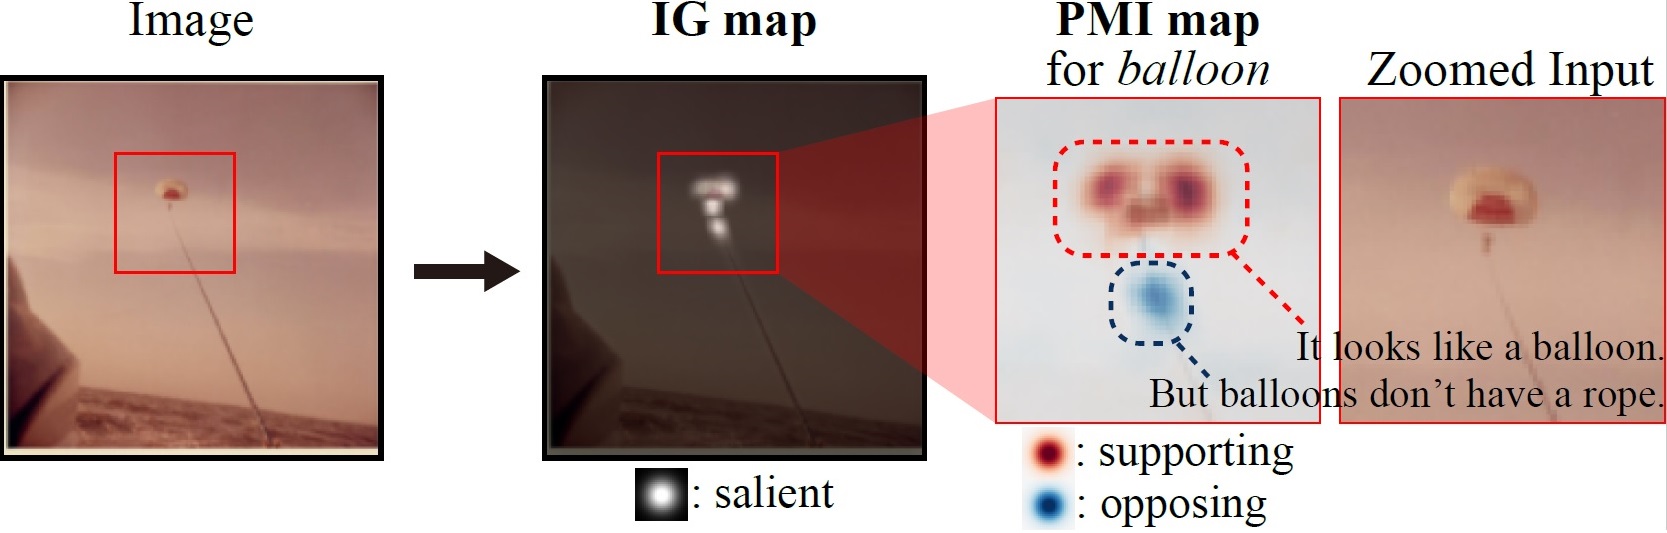 Image
IG map
PMI map
for balloon
Zoomed Input
It looks like a balloon.
But balloons don’t have a rope.
: salient
: supporting
: opposing